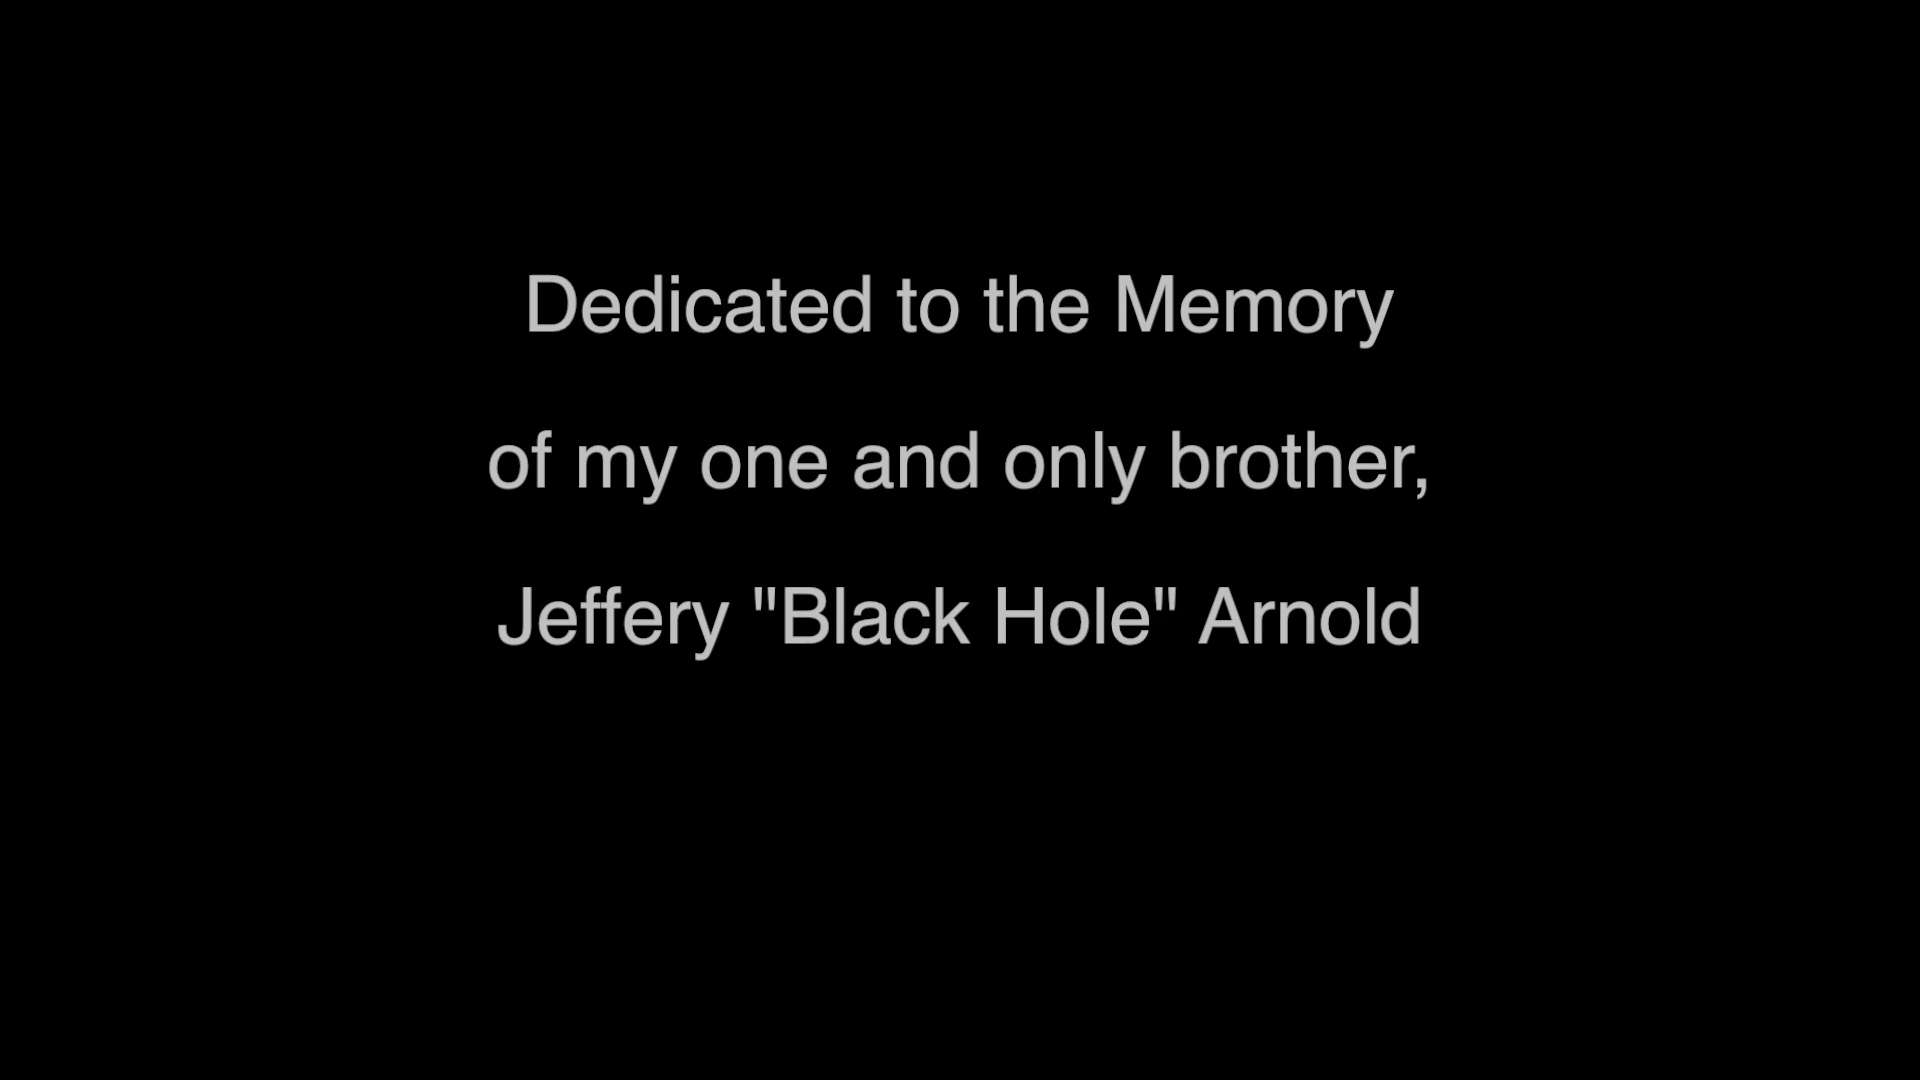 Dedicated to the Memory
of my one and only brother,
Jeffery "Black Hole" Arnold